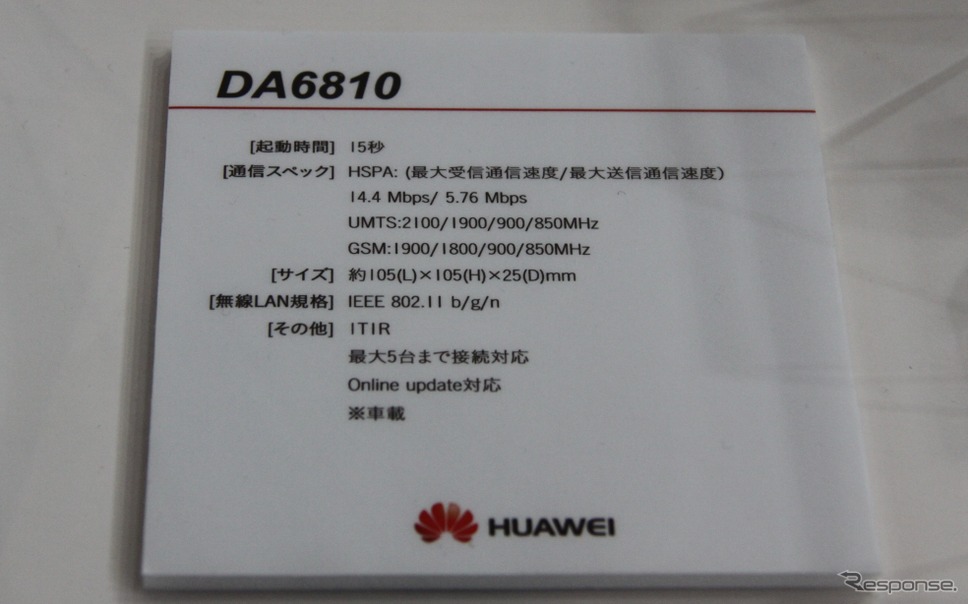 DA6810
[起動時間] 15秒
[通信スペック] HSPA: (最大受信通信速度/最大送信通信速度)
14.4 Mbps/ 5.76 Mbps
UMTS:2100/1900/900/850MHz
GSM:1900/1800/900/850MHz
[サイズ] 約105(L)×105(H)×25(D)mm
[無線LAN規格] IEEE 802.11 b/g/n
[その他] 1T1R
最大5台まで接続対応
Online update対応
※車載
HUAWEI
Response.